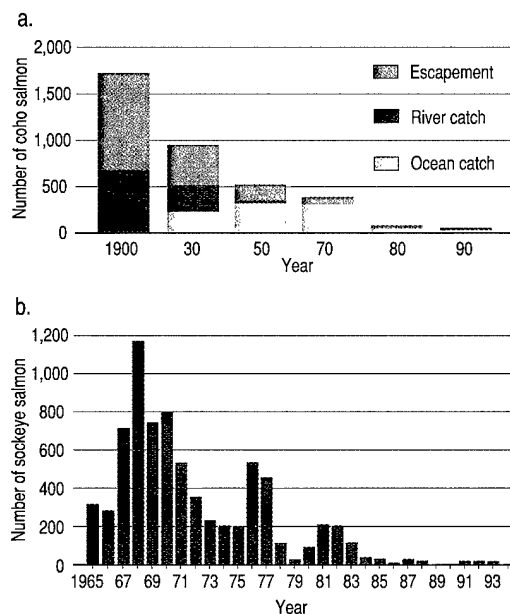 a.
Number of coho salmon
2,000
1,500
1,000
500
0
Escapement
River catch
Ocean catch
1900 30 50 70 80 90
Year
b.
Number of sockeye salmon
1,200
1,000
800
600
400
200
0
1965 67 69 71 73 75 77 79 81 83 85 87 89 91 93
Year